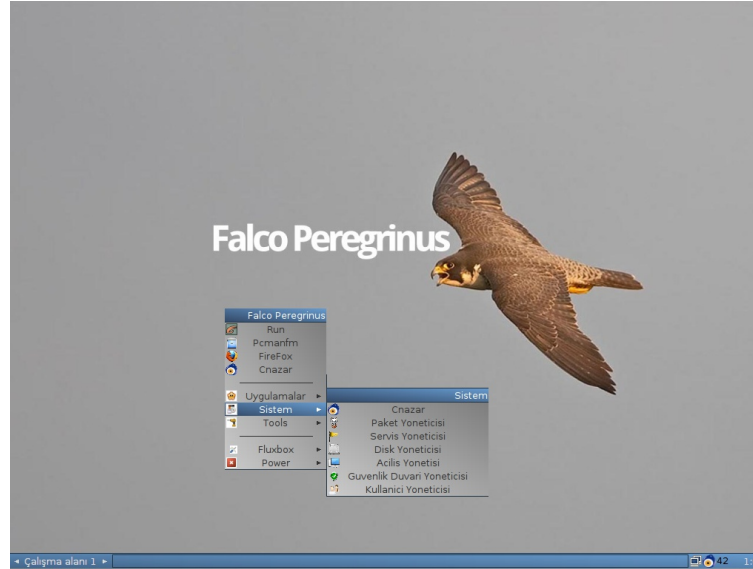 Falco Peregrinus
Falco Peregrinus
Run
Pcmanfm
FireFox
Cnazar
Uygulamalar
Sistem
Tools
Fluxbox
Power
Sistem
Cnazar
Paket Yoneticisi
Servis Yoneticisi
Disk Yoneticisi
Acilis Yonetisi
Guvenlik Duvari Yoneticisi
Kullanici Yoneticisi
Çalışma alanı 1
42
1: